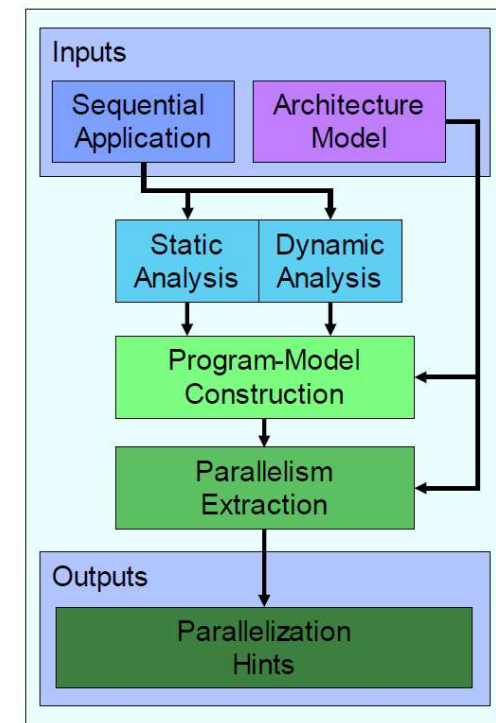 Inputs
Sequential
Application
Architecture
Model
Static
Analysis
Dynamic
Analysis
Program-Model
Construction
Parallelism
Extraction
Outputs
Parallelization
Hints